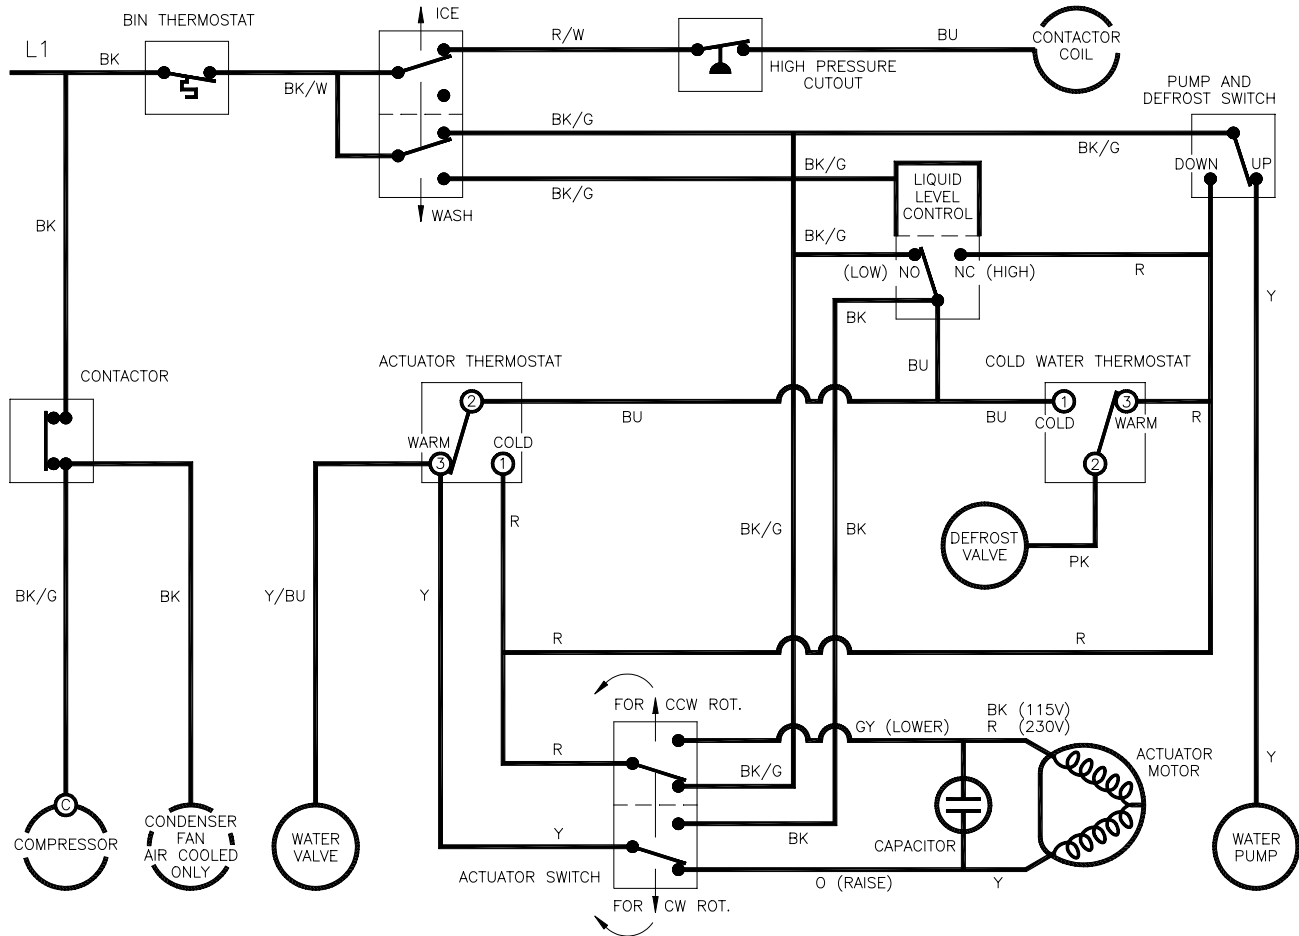 BIN THERMOSTAT
ICE
L1
BK
R/W
BU
CONTACTOR
COIL
HIGH PRESSURE
CUTOUT
BK/W
PUMP AND
DEFROST SWITCH
BK/G
BK/G
BK/G
DOWN
UP
LIQUID
LEVEL
CONTROL
BK/G
WASH
BK
BK/G
(LOW) NO
NC (HIGH)
R
Y
BK
ACTUATOR THERMOSTAT
COLD WATER THERMOSTAT
BU
CONTACTOR
2
1
3
BU
BU
COLD
WARM
R
WARM
COLD
3
1
2
R
BK/G
BK
DEFROST
VALVE
PK
BK/G
BK
Y/BU
Y
R
R
FOR CCW ROT.
BK (115V)
R (230V)
GY (LOWER)
R
BK/G
ACTUATOR
MOTOR
Y
C
COMPRESSOR
CONDENSER
FAN
AIR COOLED
ONLY
WATER
VALVE
Y
BK
CAPACITOR
WATER
PUMP
ACTUATOR SWITCH
O (RAISE)
Y
FOR CW ROT.